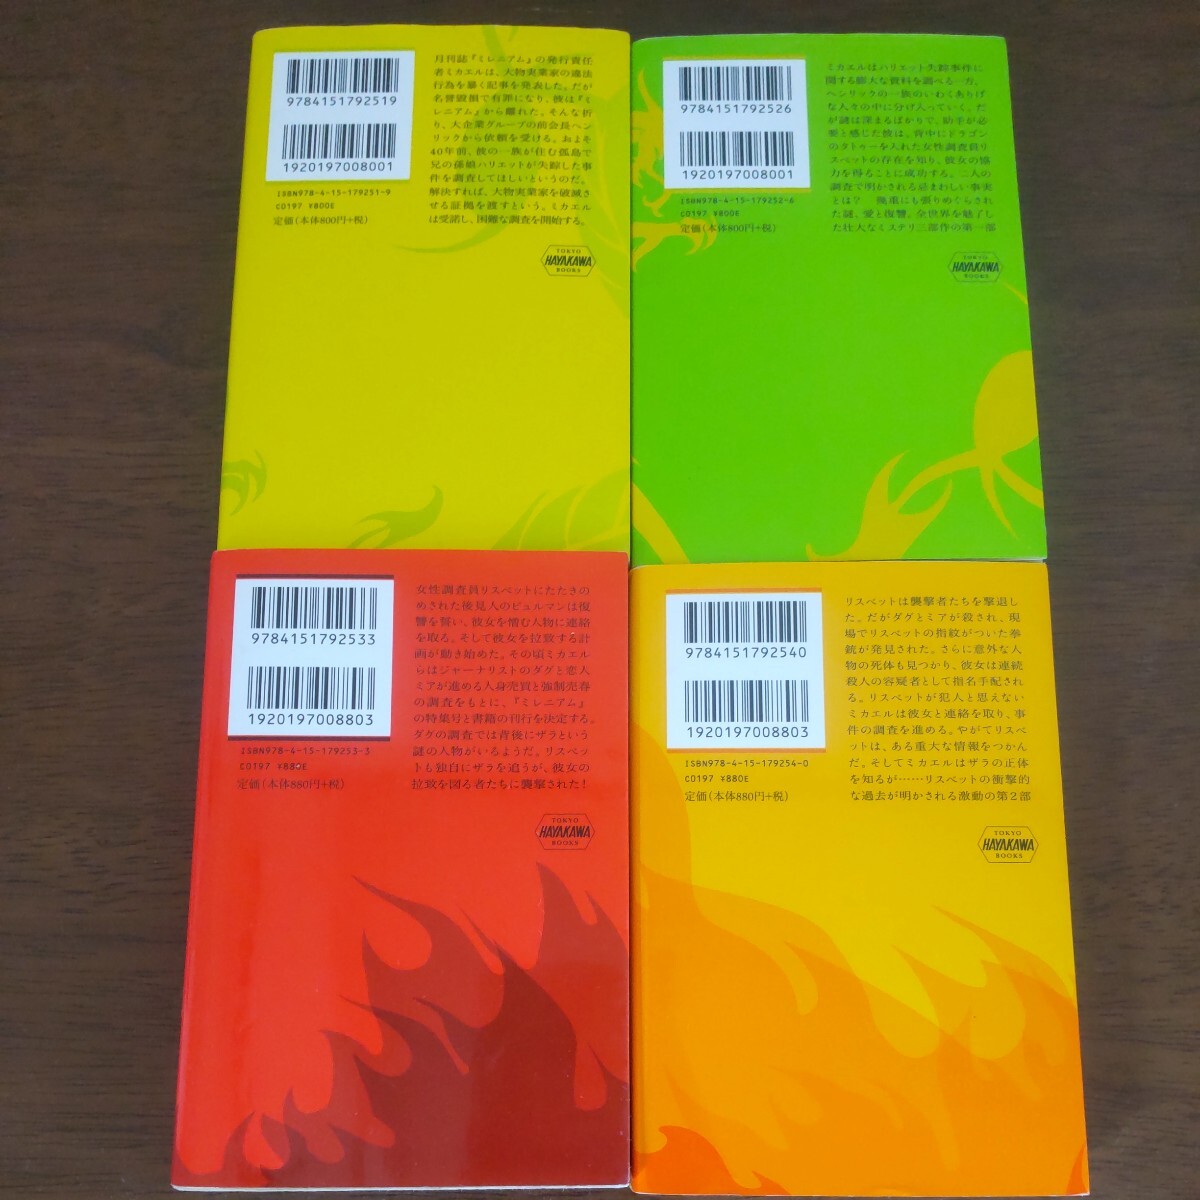 9784151792519
1920197008001
ISBN978-4-15-179251-9
C0197 ¥800E
定価(本体800円+税)
月刊誌『ミレニアム』の発行責任
者ミカエルは、大物実業家の違法
行為を暴く記事を発表した。だが
名誉毀損で有罪になり、彼は『ミ
レニアム』から離れた。そんな折
り、大企業グループの前会長ヘン
リックから依頼を受ける。およそ
40年前、彼の一族が住む孤島で
兄の孫娘ハリエットが失踪した事
件を調査してほしいというのだ。
解決すれば、大物実業家を破滅さ
せる証拠を渡すという。ミカエル
は受諾し、困難な調査を開始する。
TOKYO
HAYAKAWA
BOOKS
9784151792526
1920197008001
ISBN978-4-15-179252-6
C0197 ¥800E
定価(本体800円+税)
ミカエルはハリエット失踪事件に
関する膨大な資料を調べる一方、
ヘンリックの一族のいわくありげ
な人々の中に分け入っていく。だ
が謎は深まるばかりで、助手が必
要と感じた彼は、背中にドラゴン
のタトゥーを入れた女性調査員リ
スベットの存在を知り、彼女の協
力を得ることに成功する。二人の
調査で明かされる忌まわしい事実
とは? 幾重にも張りめぐらされ
た謎、愛と復讐。全世界を魅了し
た壮大なミステリ三部作の第一部
TOKYO
HAYAKAWA
BOOKS
9784151792533
1920197008803
ISBN978-4-15-179253-3
C0197 ¥880E
定価(本体880円+税)
女性調査員リスベットにたたきの
めされた後見人のビュルマンは復
讐を誓い、彼女を憎む人物に連絡
を取る。そして彼女を拉致する計
画が動き始めた。その頃ミカエル
らはジャーナリストのダグと恋人
ミアが進める人身売買と強制売春
の調査をもとに、『ミレニアム』
の特集号と書籍の刊行を決定する。
ダグの調査では背後にザラという
謎の人物がいるようだ。リスベッ
トも独自にザラを追うが、彼女の
拉致を図る者たちに襲撃された!
TOKYO
HAYAKAWA
BOOKS
9784151792540
1920197008803
ISBN978-4-15-179254-0
C0197 ¥880E
定価(本体880円+税)
リスベットは襲撃者たちを撃退し
た。だがダグとミアが殺され、現
場でリスベットの指紋がついた拳
銃が発見された。さらに意外な人
物の死体も見つかり、彼女は連続
殺人の容疑者として指名手配され
る。リスベットが犯人と思えない
ミカエルは彼女と連絡を取り、事
件の調査を進める。やがてリスベ
ットは、ある重大な情報をつかん
だ。そしてミカエルはザラの正体
を知るが……リスベットの衝撃的
な過去が明かされる激動の第2部
TOKYO
HAYAKAWA
BOOKS